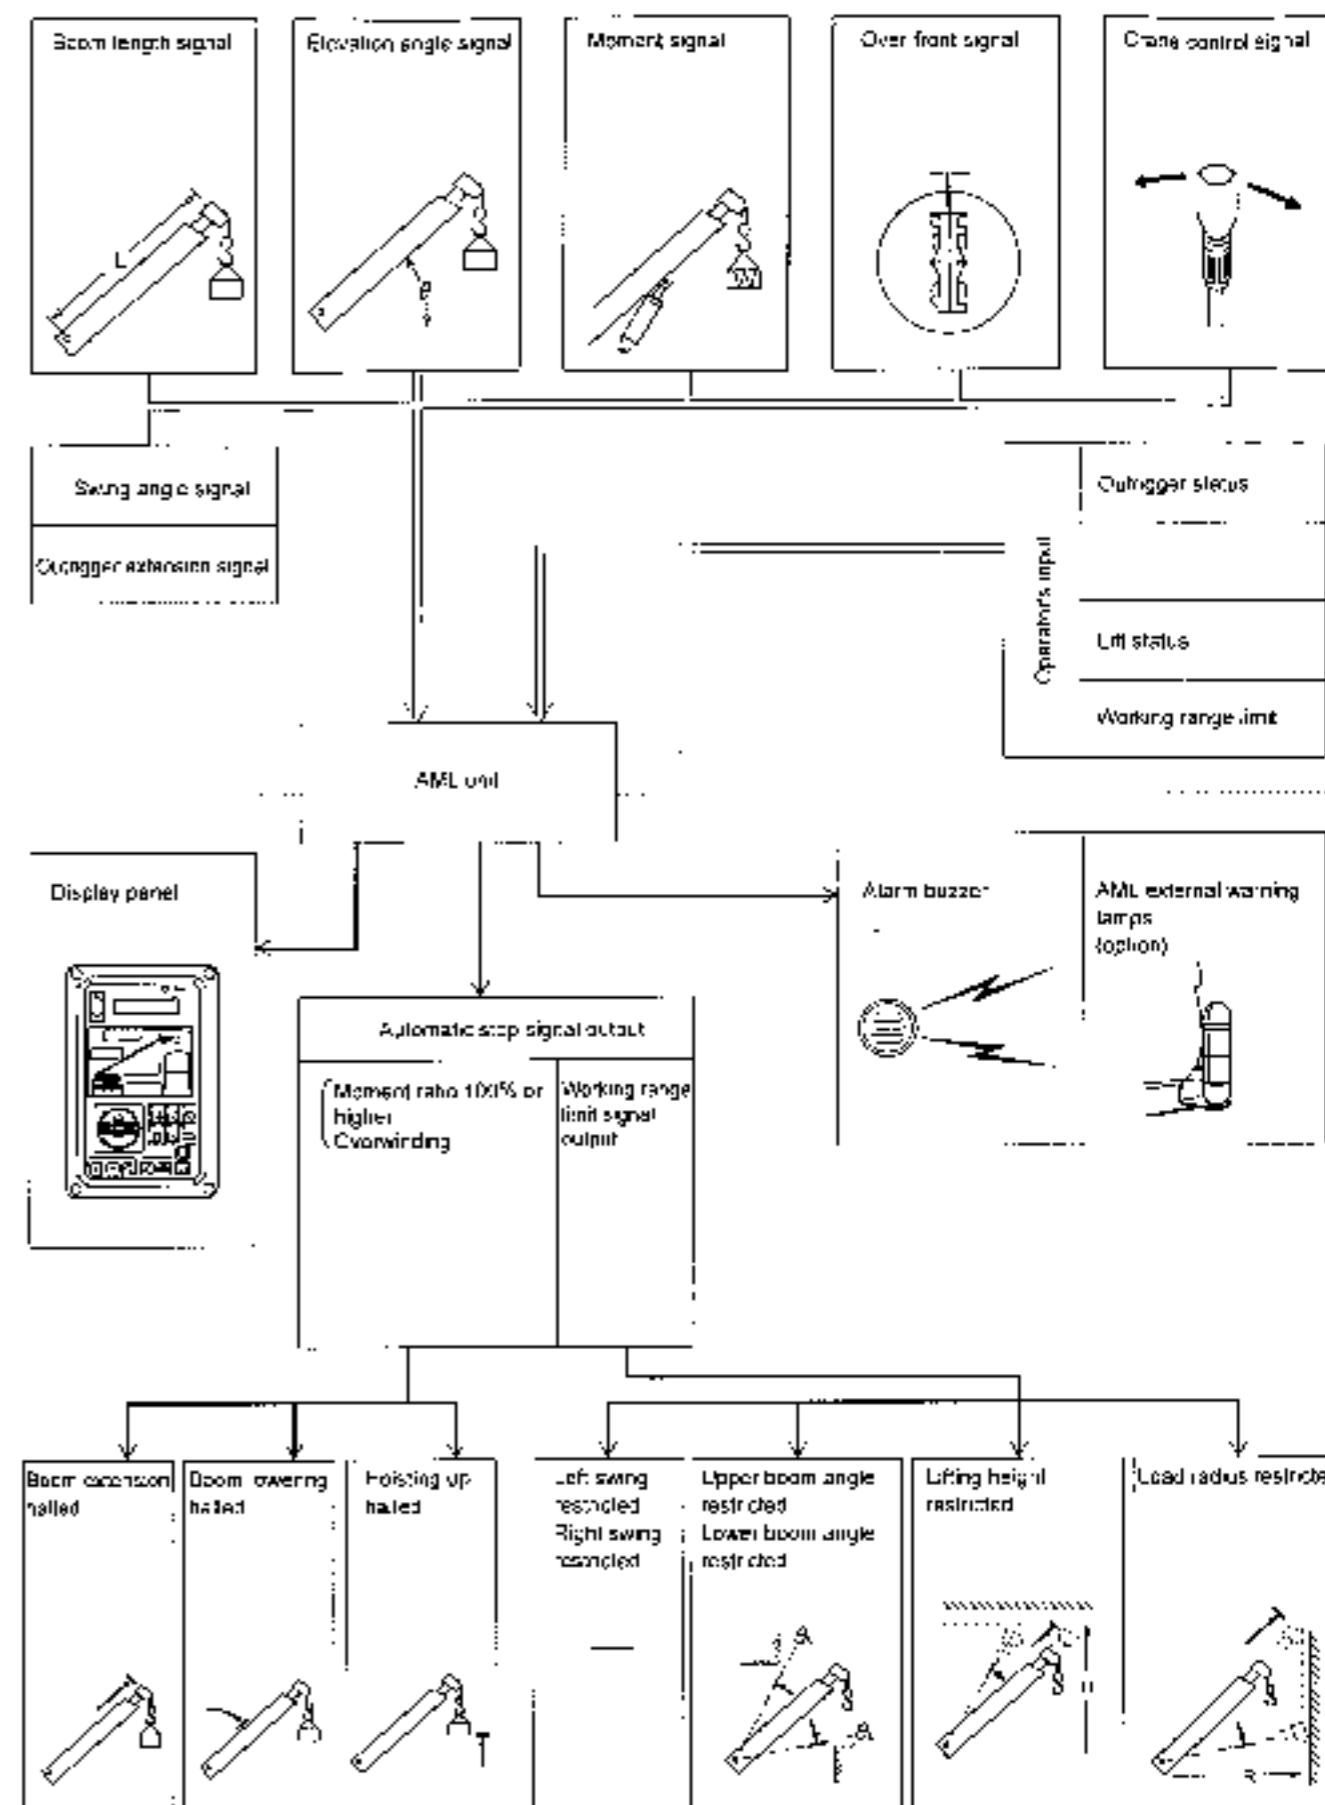 Boom length signal
Elevation angle signal
Moment signal
Over front signal
Crane control signal
L
θ
W
Swing angle signal
Outrigger extension signal
Operator's input
Outrigger status
Lift status
Working range limit
AML unit
Display panel
Alarm buzzer
AML external warning
lamps
(option)
Automatic stop signal output
Moment ratio 100% or
higher
Overwinding
Working range
limit signal
output
Boom extension
halted
Boom lowering
halted
Hoisting up
halted
Left swing
restricted
Right swing
restricted
Upper boom angle
restricted
Lower boom angle
restricted
Lifting height
restricted
Load radius restricte
H
R